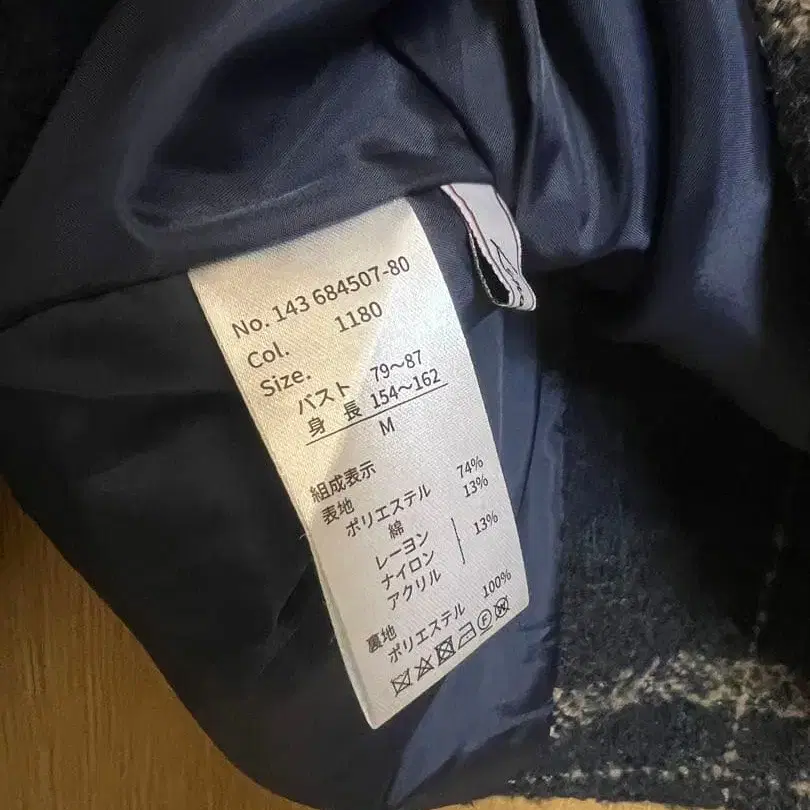 No. 143 684507-80
Col. 1180
Size.
バスト 79～87
身 長 154～162
M
組成表示
表地
ポリエステル 74%
綿 13%
レーヨン
ナイロン 13%
アクリル
裏地
ポリエステル 100%
F